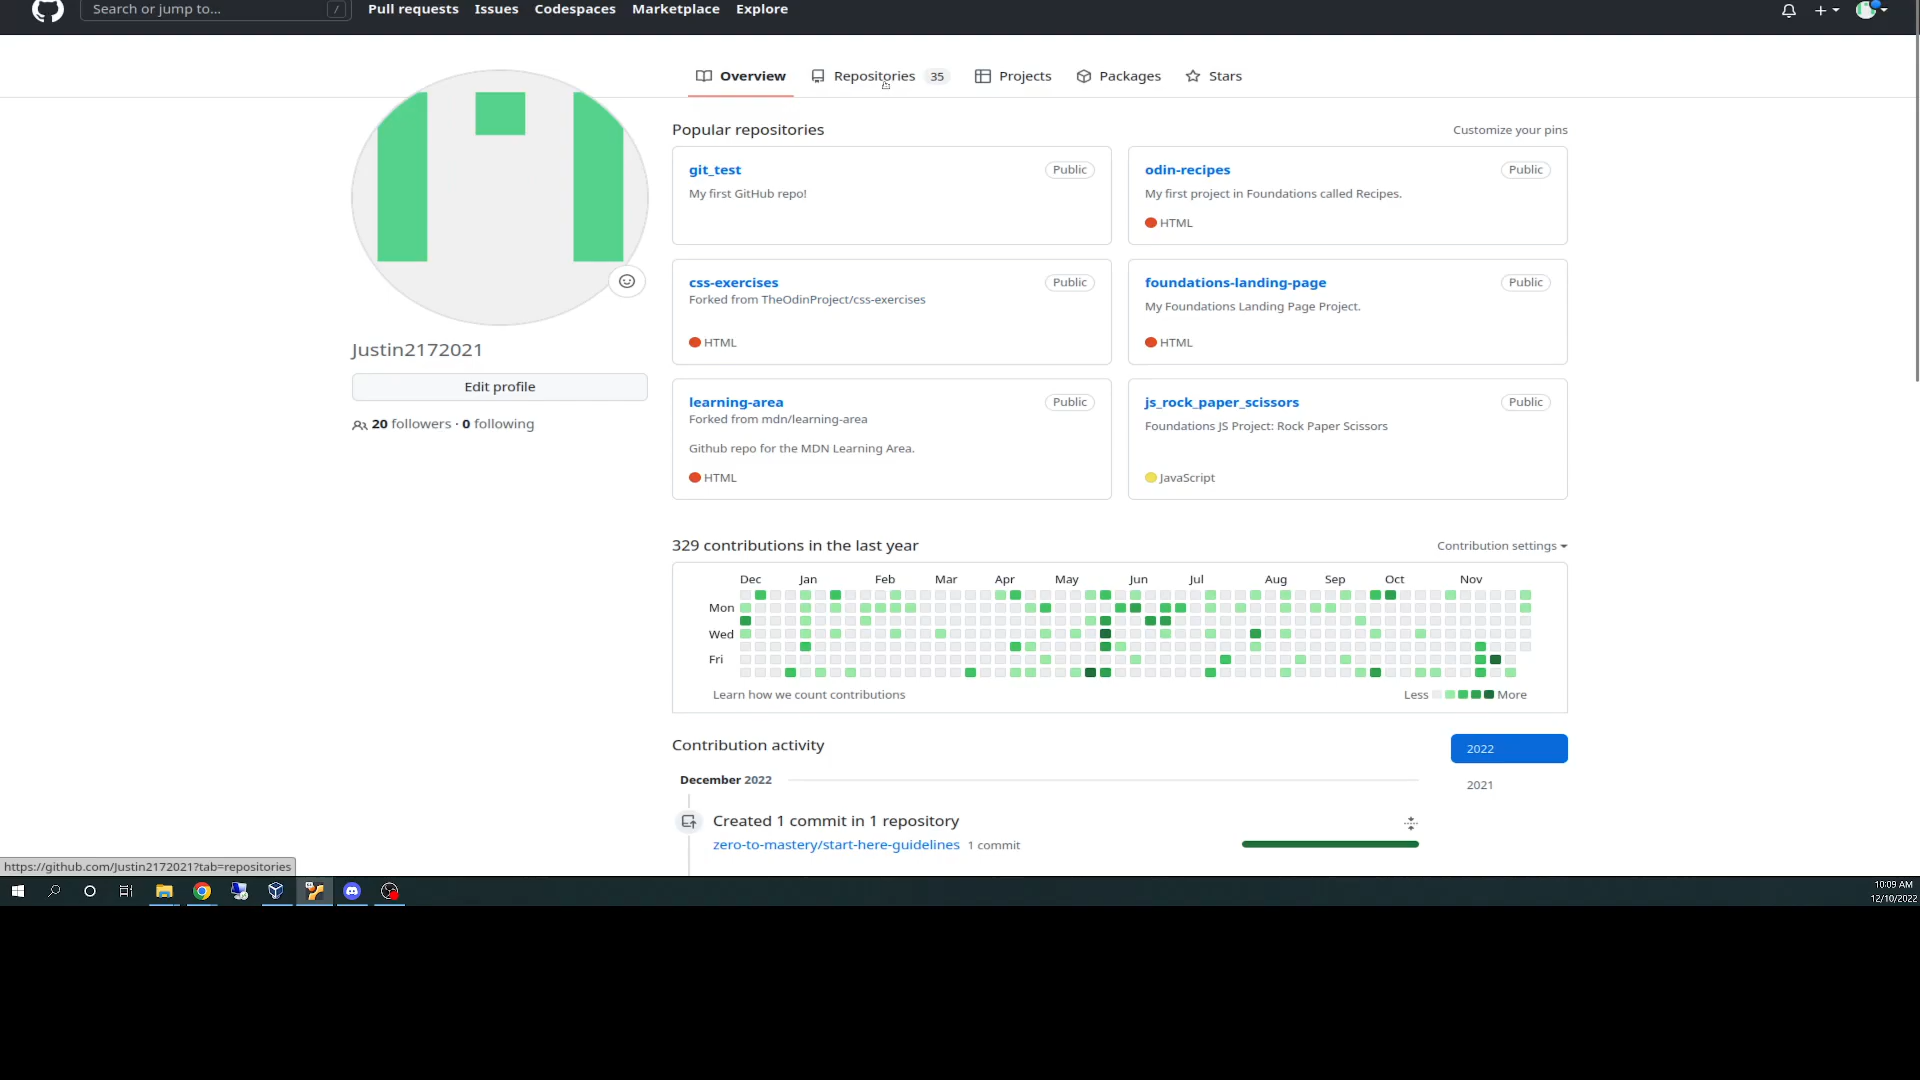 Search or jump to... /
Pull requests Issues Codespaces Marketplace Explore
Overview Repositories 35 Projects Packages Stars
Popular repositories
Customize your pins
git_test Public
My first GitHub repo!
odin-recipes Public
My first project in Foundations called Recipes.
HTML
css-exercises Public
Forked from TheOdinProject/css-exercises
HTML
foundations-landing-page Public
My Foundations Landing Page Project.
HTML
learning-area Public
Forked from mdn/learning-area
Github repo for the MDN Learning Area.
HTML
js_rock_paper_scissors Public
Foundations JS Project: Rock Paper Scissors
JavaScript
Justin2172021
Edit profile
20 followers · 0 following
329 contributions in the last year
Contribution settings
Dec Jan Feb Mar Apr May Jun Jul Aug Sep Oct Nov
Mon
Wed
Fri
Learn how we count contributions
Less More
Contribution activity
2022
2021
December 2022
Created 1 commit in 1 repository
zero-to-mastery/start-here-guidelines 1 commit
https://github.com/Justin2172021?tab=repositories
10:09 AM
12/10/2022